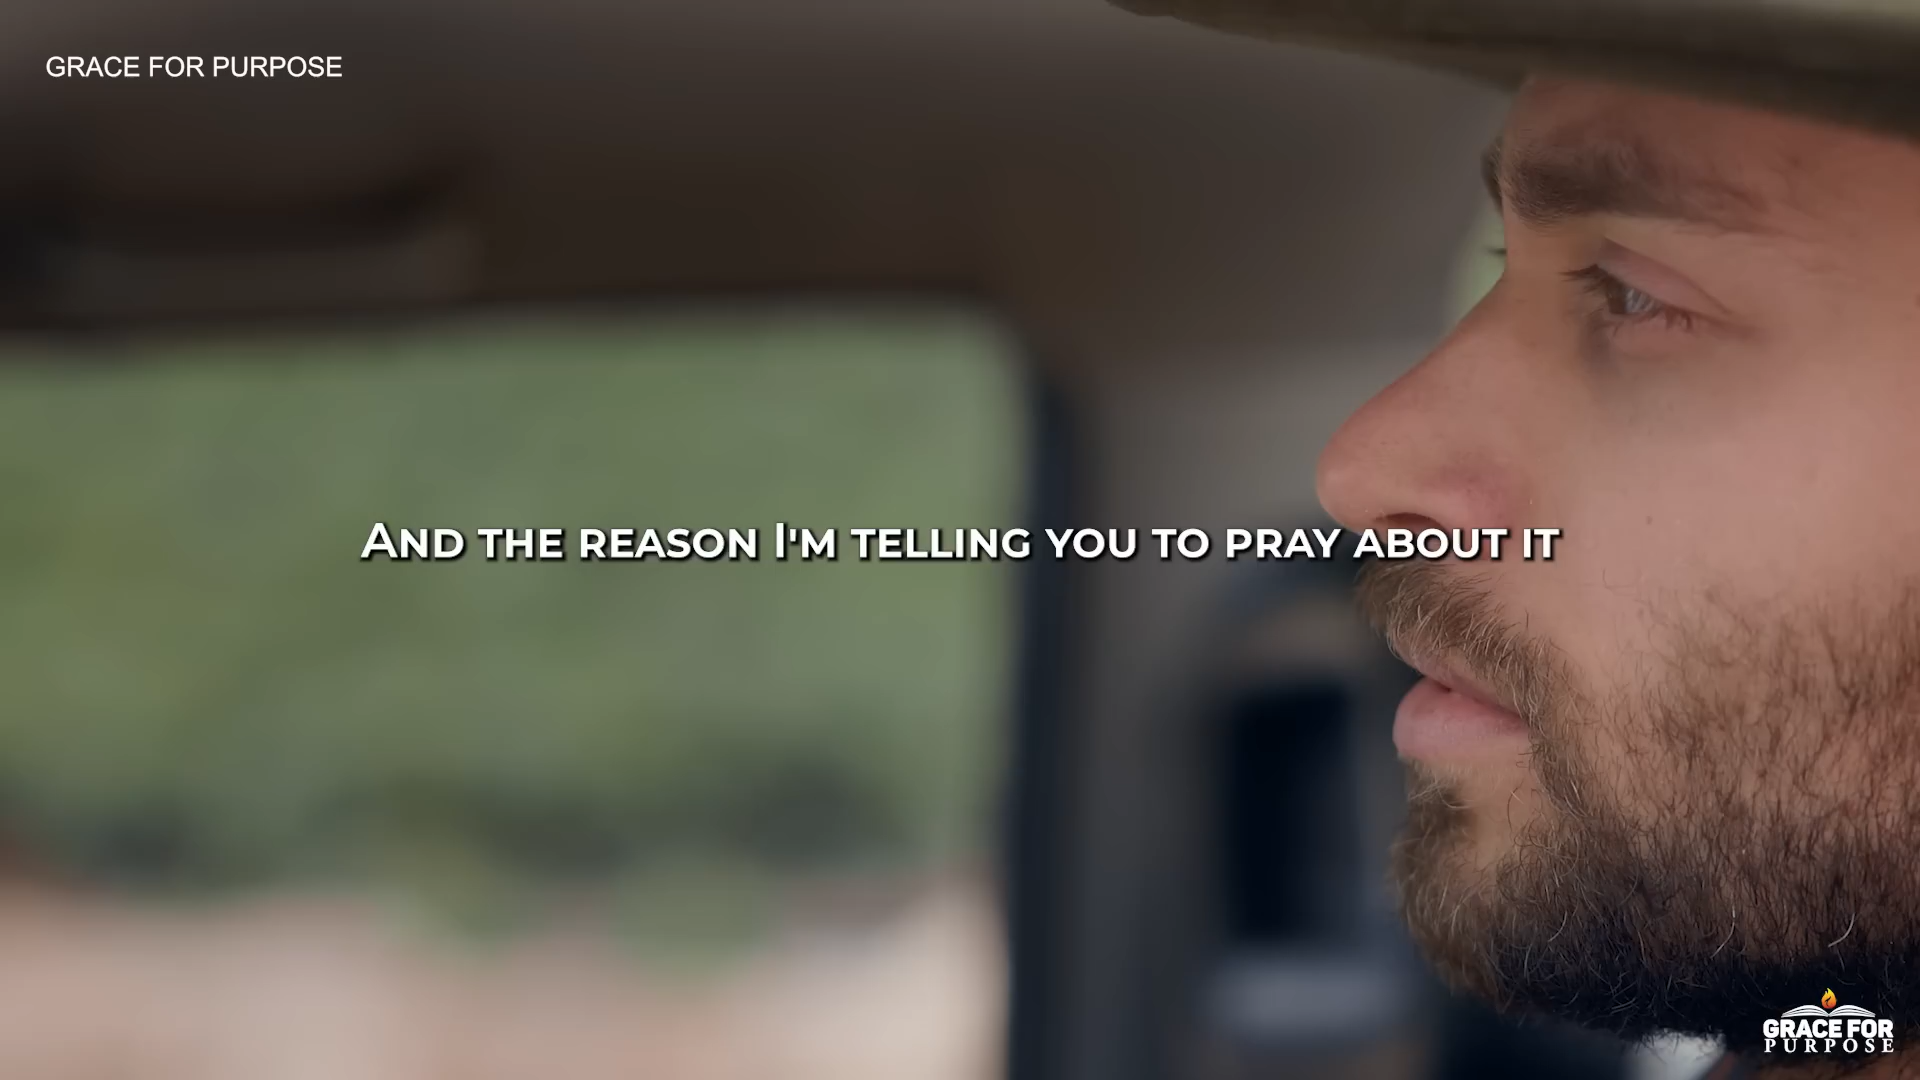 GRACE FOR PURPOSE
And the reason I'm telling you to pray about it
GRACE FOR
PURPOSE